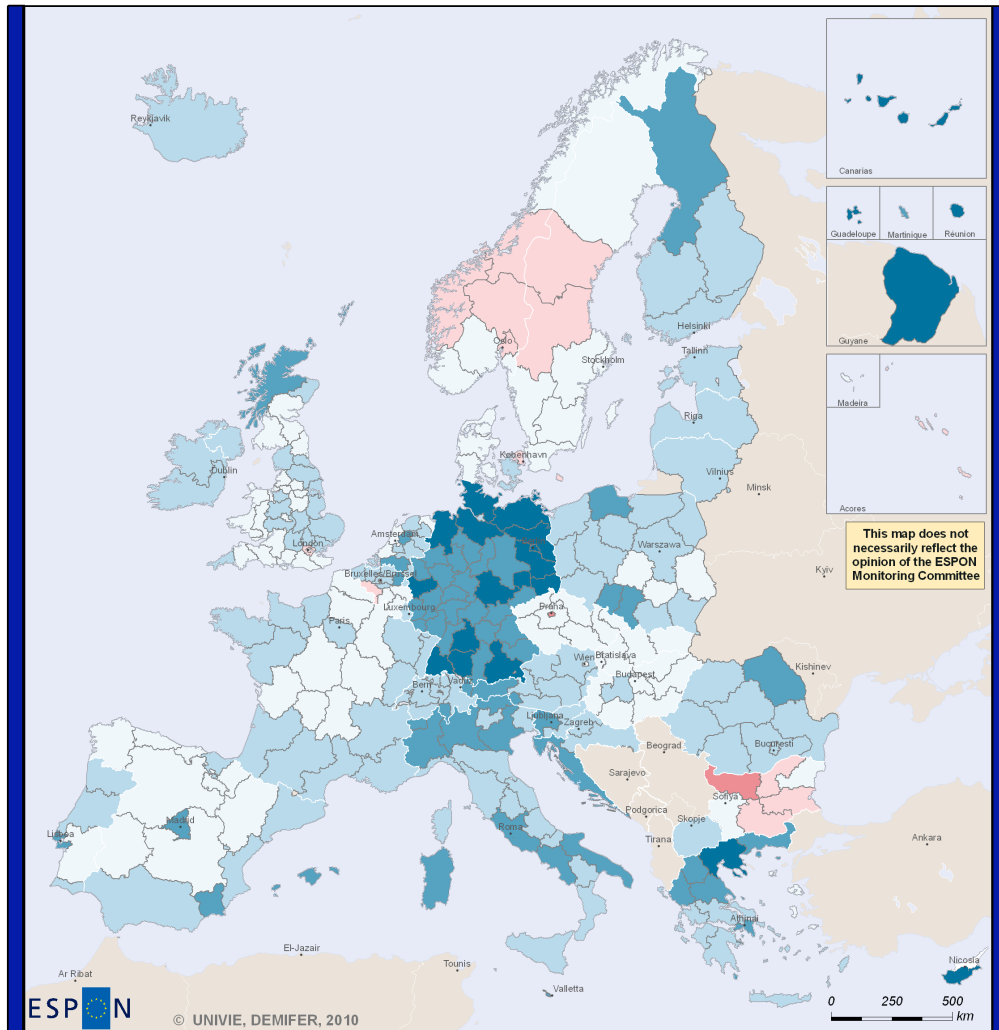 Reykjavik
Canarias
Guadeloupe
Martinique
Réunion
Guyane
Madeira
Acores
This map does not
necessarily reflect the
opinion of the ESPON
Monitoring Committee
Oslo
Stockholm
Helsinki
Tallinn
Riga
Vilnius
Minsk
København
Dublin
London
Amsterdam
Bruxelles/Brussel
Luxembourg
Paris
Warszawa
Kyiv
Praha
Wien
Bratislava
Budapest
Kishinev
Bern
Vaduz
Ljubljana
Zagreb
Beograd
Bucuresti
Sarajevo
Sofiya
Podgorica
Skopje
Tirana
Ankara
Madrid
Lisboa
Roma
Athinai
Nicosia
El-Jazair
Tounis
Ar Ribat
Valletta
ESPON
© UNIVIE, DEMIFER, 2010
0 250 500
km